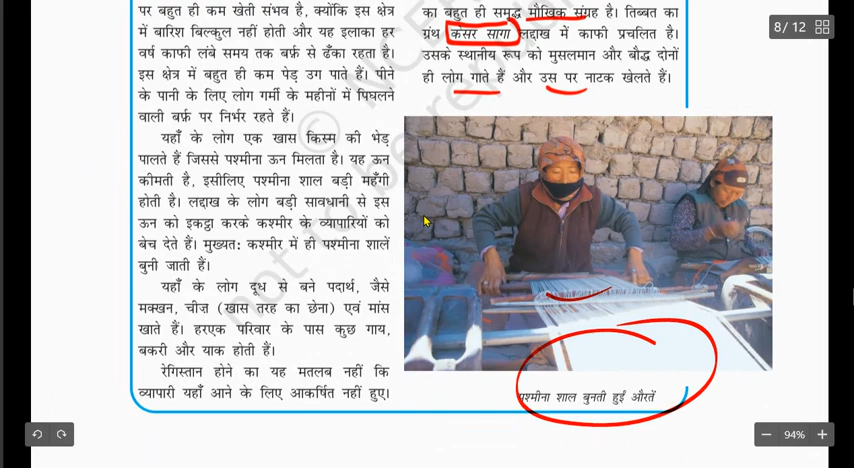 पर बहुत ही कम खेती संभव है, क्योंकि इस क्षेत्र
में बारिश बिल्कुल नहीं होती और यह इलाका हर
वर्ष काफी लंबे समय तक बर्फ़ से ढँका रहता है।
इस क्षेत्र में बहुत ही कम पेड़ उग पाते हैं। पीने
के पानी के लिए लोग गर्मी के महीनों में पिघलने
वाली बर्फ़ पर निर्भर रहते हैं।
यहाँ के लोग एक खास किस्म की भेड़
पालते हैं जिससे पश्मीना ऊन मिलता है। यह ऊन
कीमती है, इसीलिए पश्मीना शाल बड़ी महँगी
होती है। लद्दाख के लोग बड़ी सावधानी से इस
ऊन को इकट्ठा करके कश्मीर के व्यापारियों को
बेच देते हैं। मुख्यत: कश्मीर में ही पश्मीना शालें
बुनी जाती हैं।
यहाँ के लोग दूध से बने पदार्थ, जैसे
मक्खन, चीज़ (खास तरह का छेना) एवं मांस
खाते हैं। हरएक परिवार के पास कुछ गाय,
बकरी और याक होती हैं।
रेगिस्तान होने का यह मतलब नहीं कि
व्यापारी यहाँ आने के लिए आकर्षित नहीं हुए।
का बहुत ही समृद्ध मौखिक संग्रह है। तिब्बत का
ग्रंथ केसर सागा लद्दाख में काफी प्रचलित है।
उसके स्थानीय रूप को मुसलमान और बौद्ध दोनों
ही लोग गाते हैं और उस पर नाटक खेलते हैं।
पश्मीना शाल बुनती हुईं औरतें
8 / 12
94%